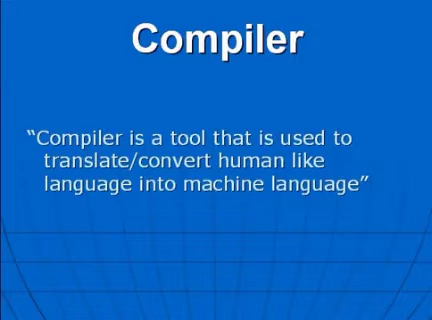 Compiler
“Compiler is a tool that is used to
translate/convert human like
language into machine language”